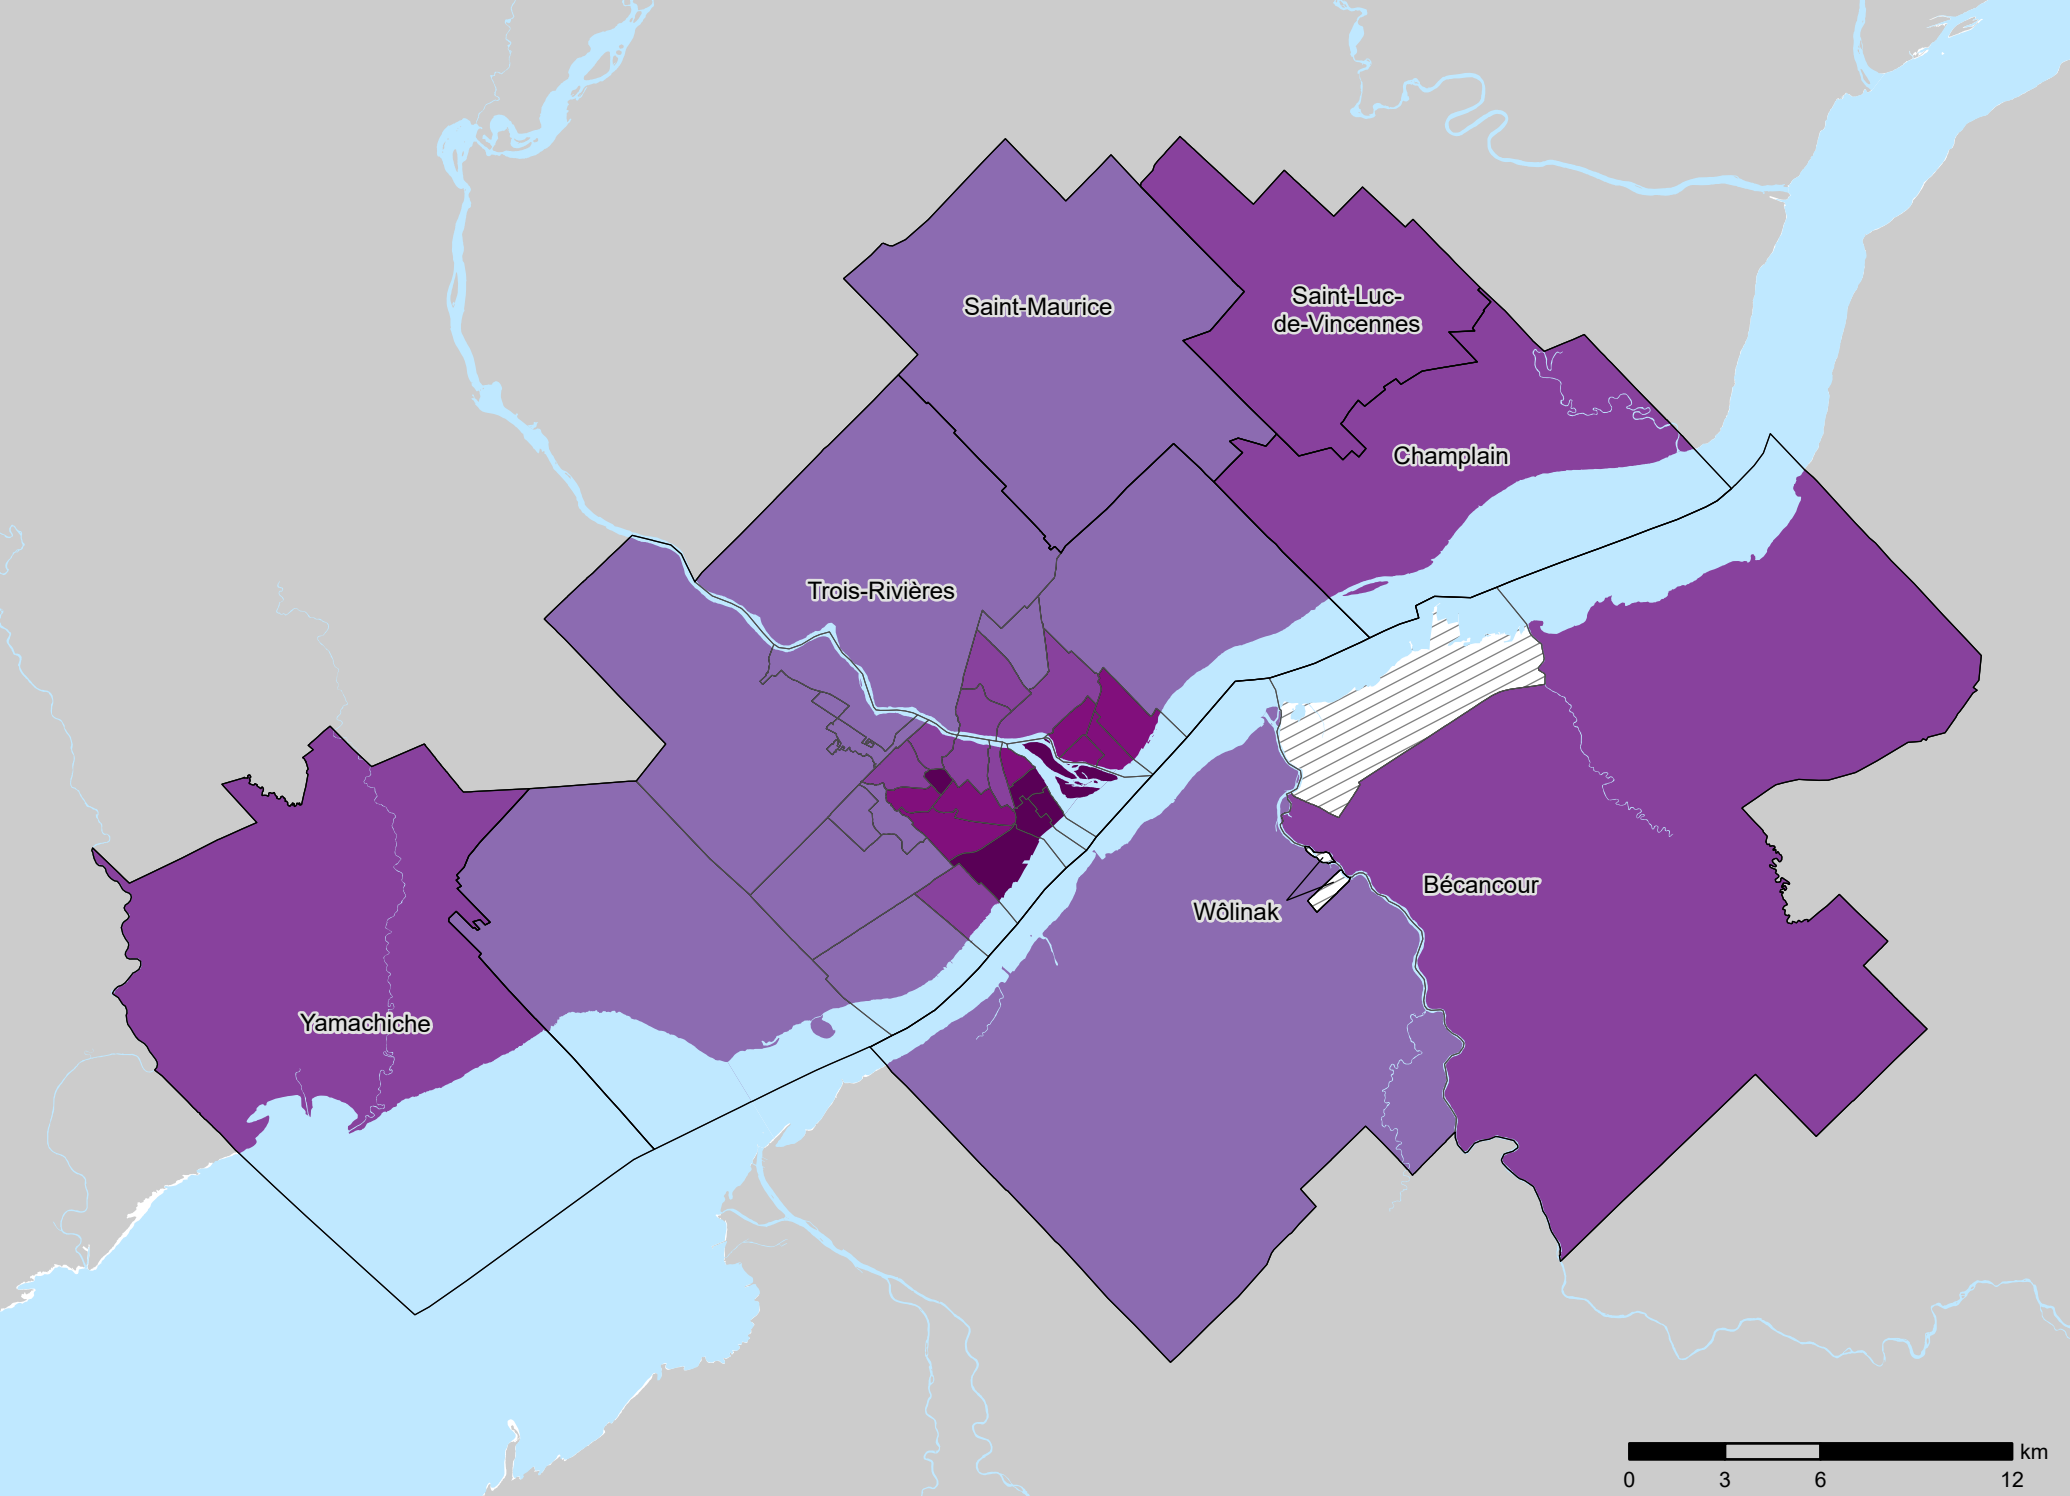 Saint-Maurice
Saint-Luc-
de-Vincennes
Champlain
Trois-Rivières
Bécancour
Wôlinak
Yamachiche
km
0 3 6 12